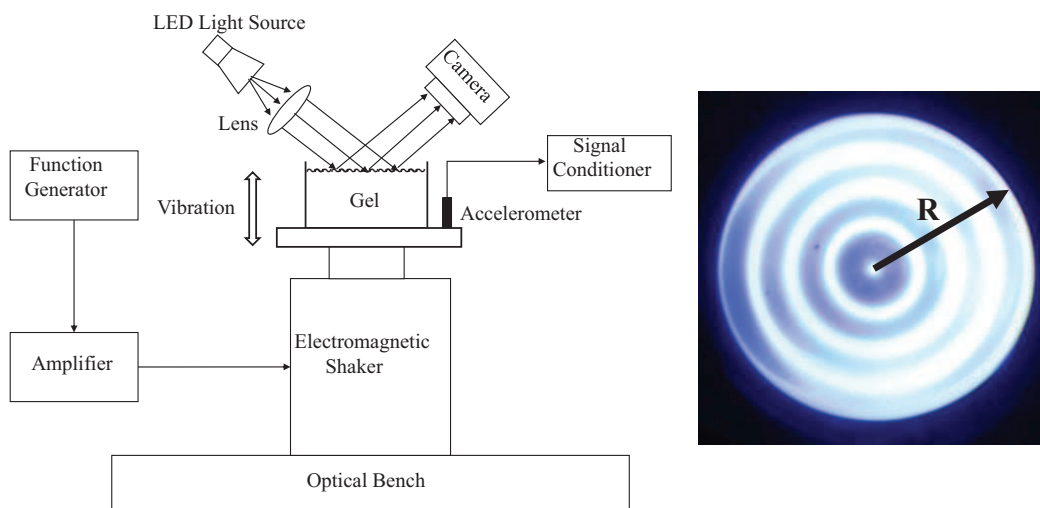 LED Light Source
Camera
Lens
Function
Generator
Vibration
Gel
Accelerometer
Signal
Conditioner
Amplifier
Electromagnetic
Shaker
Optical Bench
R